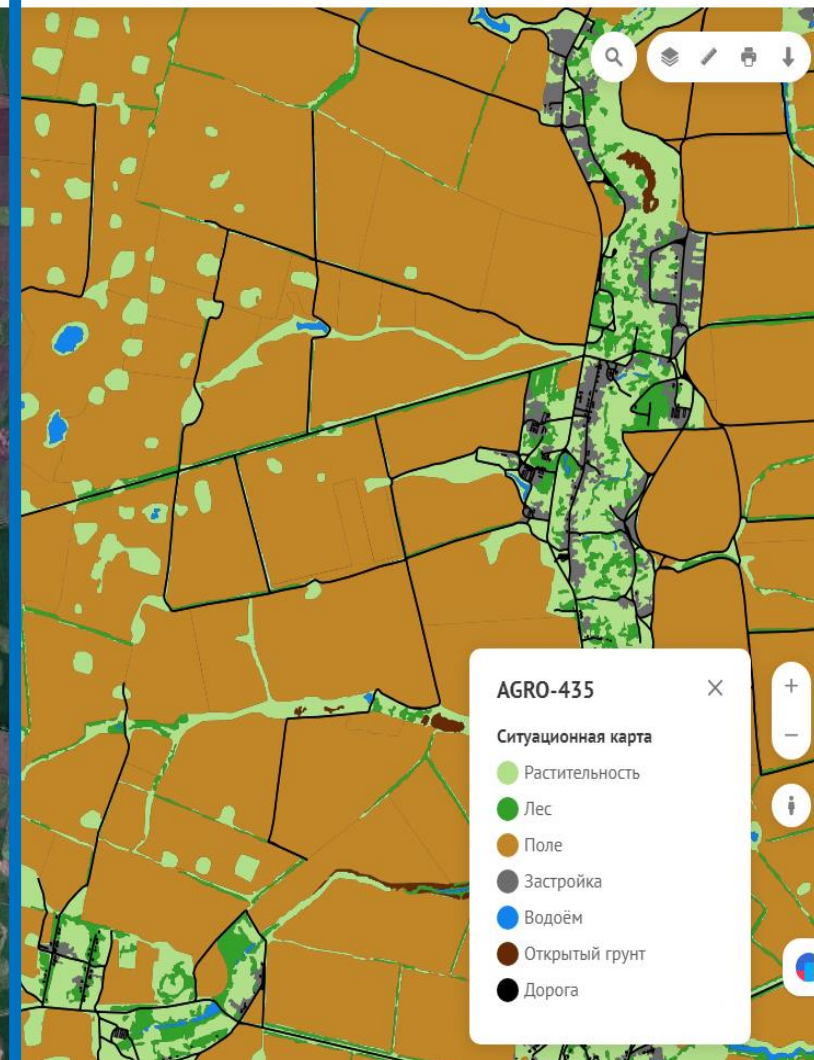 AGRO-435
Ситуационная карта
Растительность
Лес
Поле
Застройка
Водоём
Открытый грунт
Дорога